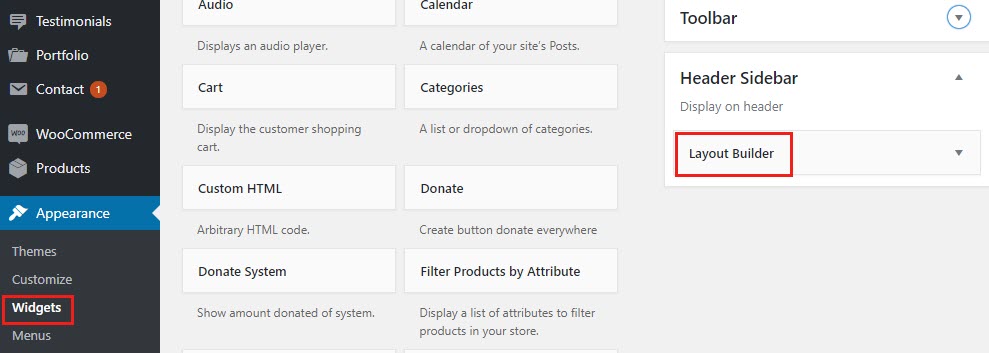 Testimonials
Portfolio
Contact 1
WOO WooCommerce
Products
Appearance
Themes
Customize
Widgets
Menus
Audio
Calendar
Displays an audio player.
A calendar of your site's Posts.
Cart
Categories
Display the customer shopping
cart.
A list or dropdown of categories.
Custom HTML
Donate
Arbitrary HTML code.
Create button donate everywhere
Donate System
Filter Products by Attribute
Show amount donated of system.
Display a list of attributes to filter
products in your store.
Toolbar
Header Sidebar
Display on header
Layout Builder